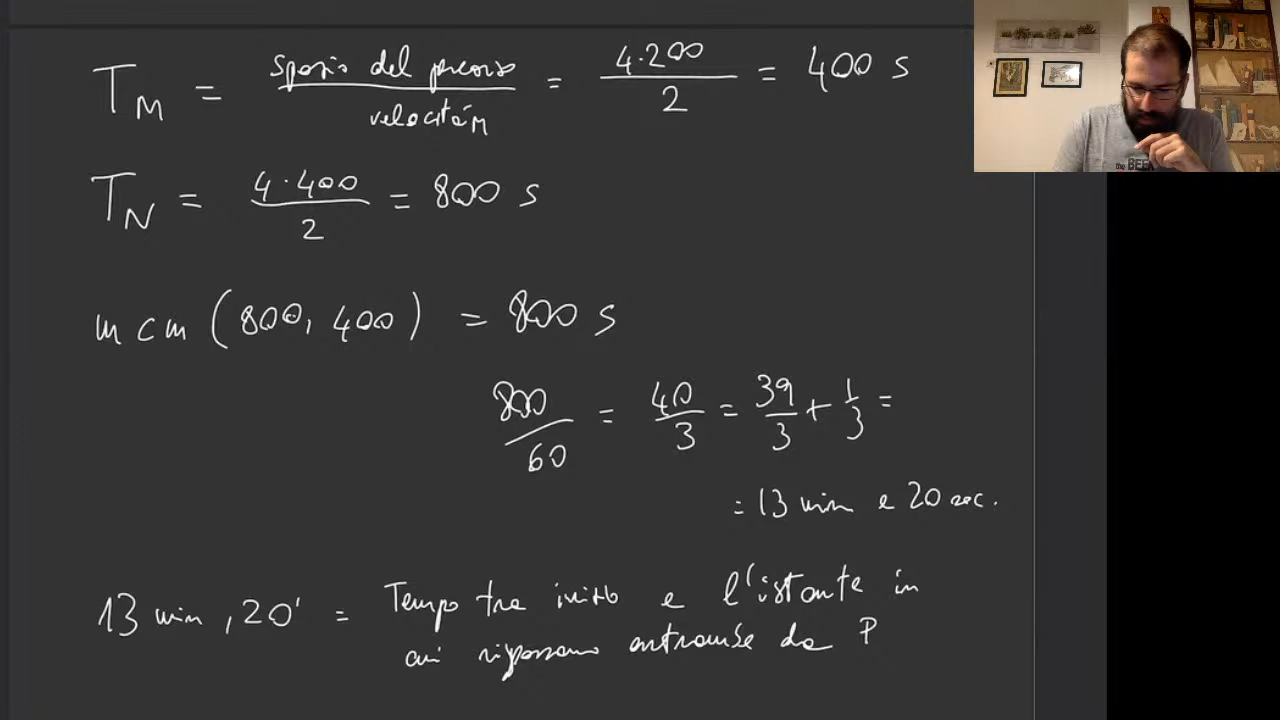 T_M = spazio del percorso / velocità M = 4·200 / 2 = 400 s
T_N = 4·400 / 2 = 800 s
mcm (800, 400) = 800 s
800 / 60 = 40 / 3 = 39 / 3 + 1 / 3 =
= 13 min e 20 sec.
13 min, 20' = Tempo tra inizio e l'istante in
cui ripassano entrambe da P